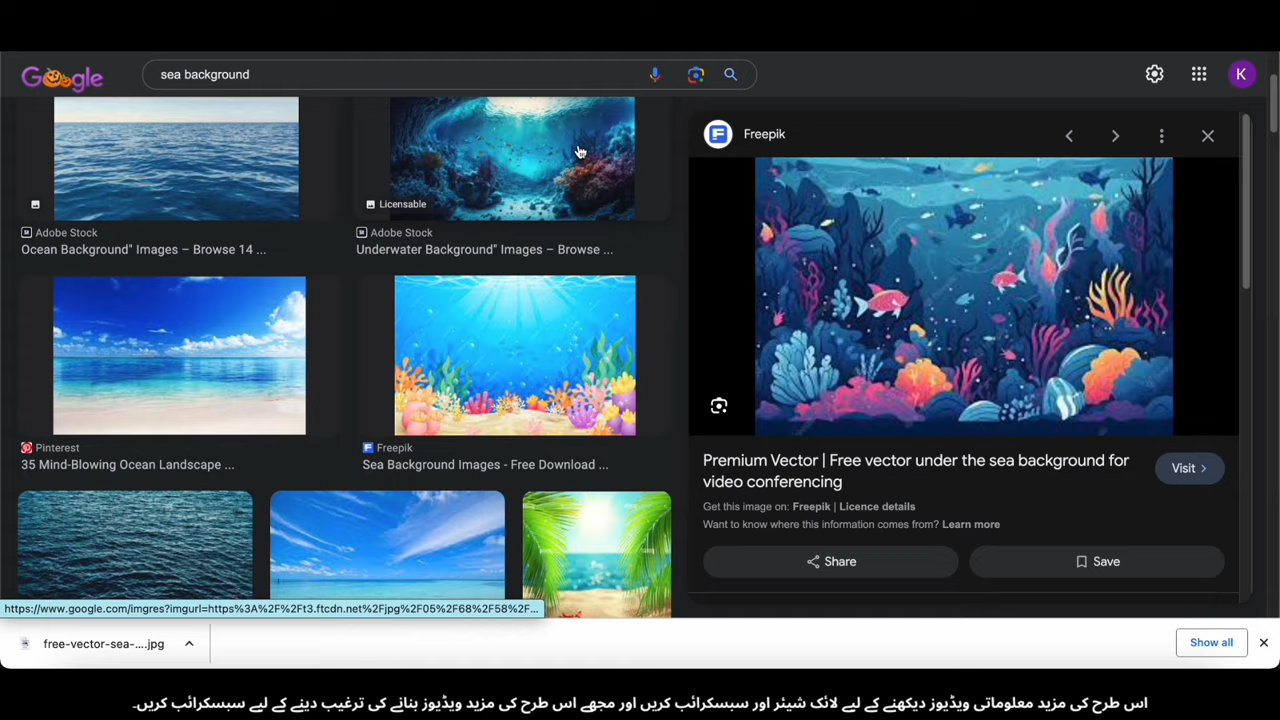 Google
sea background
K
Licensable
Adobe Stock
Ocean Background" Images – Browse 14 ...
Adobe Stock
Underwater Background" Images – Browse ...
Pinterest
35 Mind-Blowing Ocean Landscape ...
Freepik
Sea Background Images - Free Download ...
Freepik
Premium Vector | Free vector under the sea background for
video conferencing
Visit
Get this image on: Freepik | Licence details
Want to know where this information comes from? Learn more
Share
Save
https://www.google.com/imgres?imgurl=https%3A%2F%2Ft3.ftcdn.net%2Fjpg%2F05%2F68%2F58%2F...
free-vector-sea-....jpg
Show all
اس طرح کی مزید معلوماتی ویڈیوز دیکھنے کے لیے لائک شیئر اور سبسکرائب کریں اور مجھے اس طرح کی مزید ویڈیوز بنانے کی ترغیب دینے کے لیے سبسکرائب کریں۔